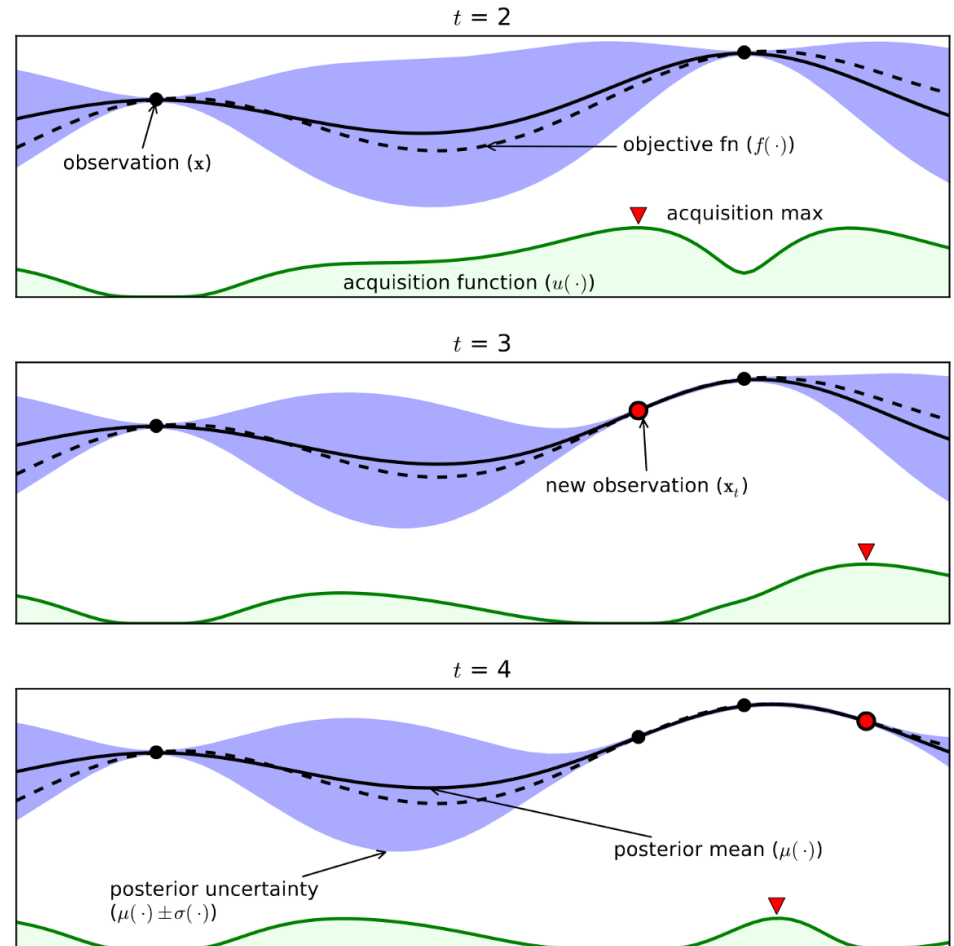 t = 2
observation (x)
objective fn (f(·))
acquisition max
acquisition function (u(·))
t = 3
new observation (xₜ)
t = 4
posterior mean (μ(·))
posterior uncertainty
(μ(·)±σ(·))